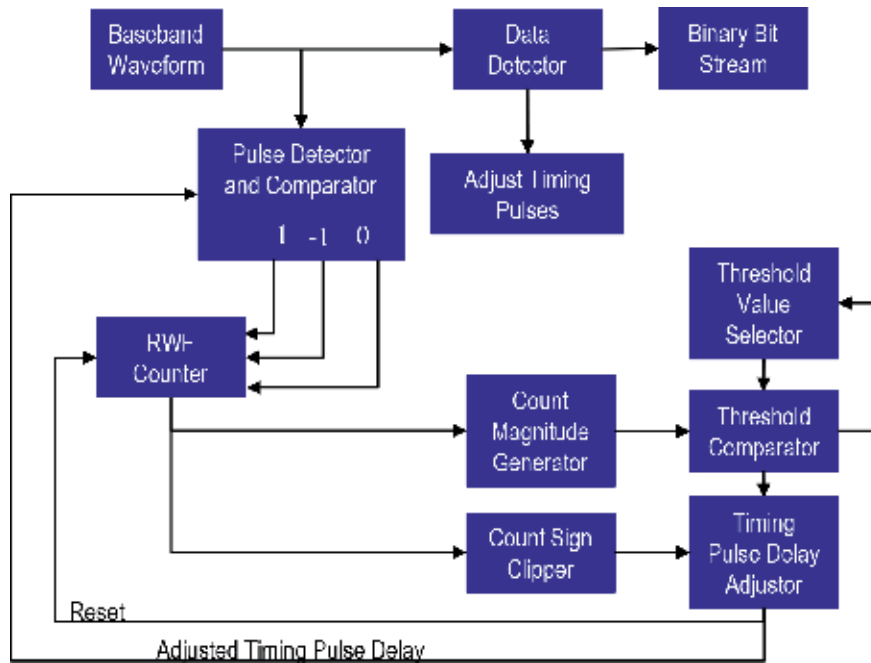 Baseband
Waveform
Data
Detector
Binary Bit
Stream
Pulse Detector
and Comparator
1 -1 0
Adjust Timing
Pulses
Threshold
Value
Selector
RWF
Counter
Count
Magnitude
Generator
Threshold
Comparator
Count Sign
Clipper
Timing
Pulse Delay
Adjustor
Reset
Adjusted Timing Pulse Delay